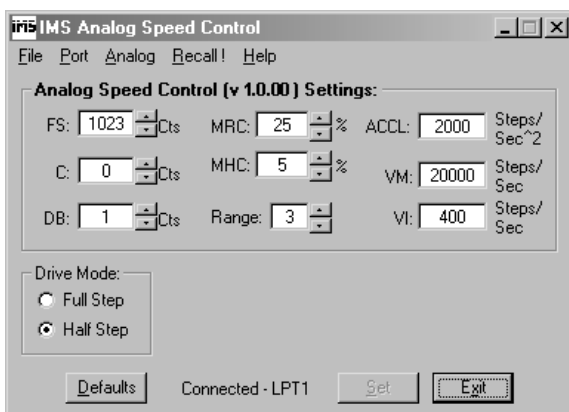 IMS IMS Analog Speed Control
File Port Analog Recall! Help
Analog Speed Control (v 1.0.00) Settings:
FS: 1023 Cts MRC: 25 % ACCL: 2000 Steps/Sec^2
C: 0 Cts MHC: 5 % VM: 20000 Steps/Sec
DB: 1 Cts Range: 3 VI: 400 Steps/Sec
Drive Mode:
Full Step
Half Step
Defaults Connected - LPT1 Set Exit